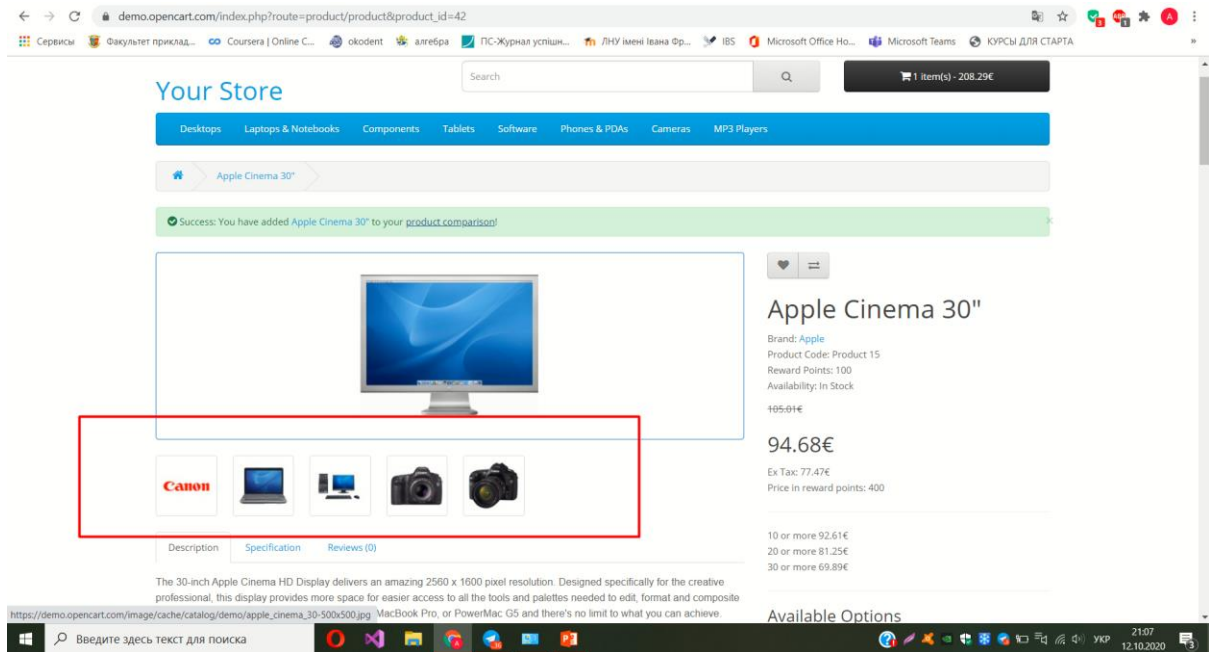 demo.opencart.com/index.php?route=product/product&product_id=42
Сервисы Факультет приклад... Coursera | Online C... okodent алгебра ПС-Журнал успішн... ЛНУ імені Івана Фр... IBS Microsoft Office Ho... Microsoft Teams КУРСЫ ДЛЯ СТАРТА »
Your Store
Search
1 item(s) - 208.29€
Desktops Laptops & Notebooks Components Tablets Software Phones & PDAs Cameras MP3 Players
Apple Cinema 30"
Success: You have added Apple Cinema 30" to your product comparison! ×
Apple Cinema 30"
Brand: Apple
Product Code: Product 15
Reward Points: 100
Availability: In Stock
105.01€
94.68€
Ex Tax: 77.47€
Price in reward points: 400
10 or more 92.61€
20 or more 81.25€
30 or more 69.89€
Available Options
Canon
Description Specification Reviews (0)
The 30-inch Apple Cinema HD Display delivers an amazing 2560 x 1600 pixel resolution. Designed specifically for the creative
professional, this display provides more space for easier access to all the tools and palettes needed to edit, format and composite
MacBook Pro, or PowerMac G5 and there's no limit to what you can achieve.
https://demo.opencart.com/image/cache/catalog/demo/apple_cinema_30-500x500.jpg
Введите здесь текст для поиска
УКР
21:07
12.10.2020